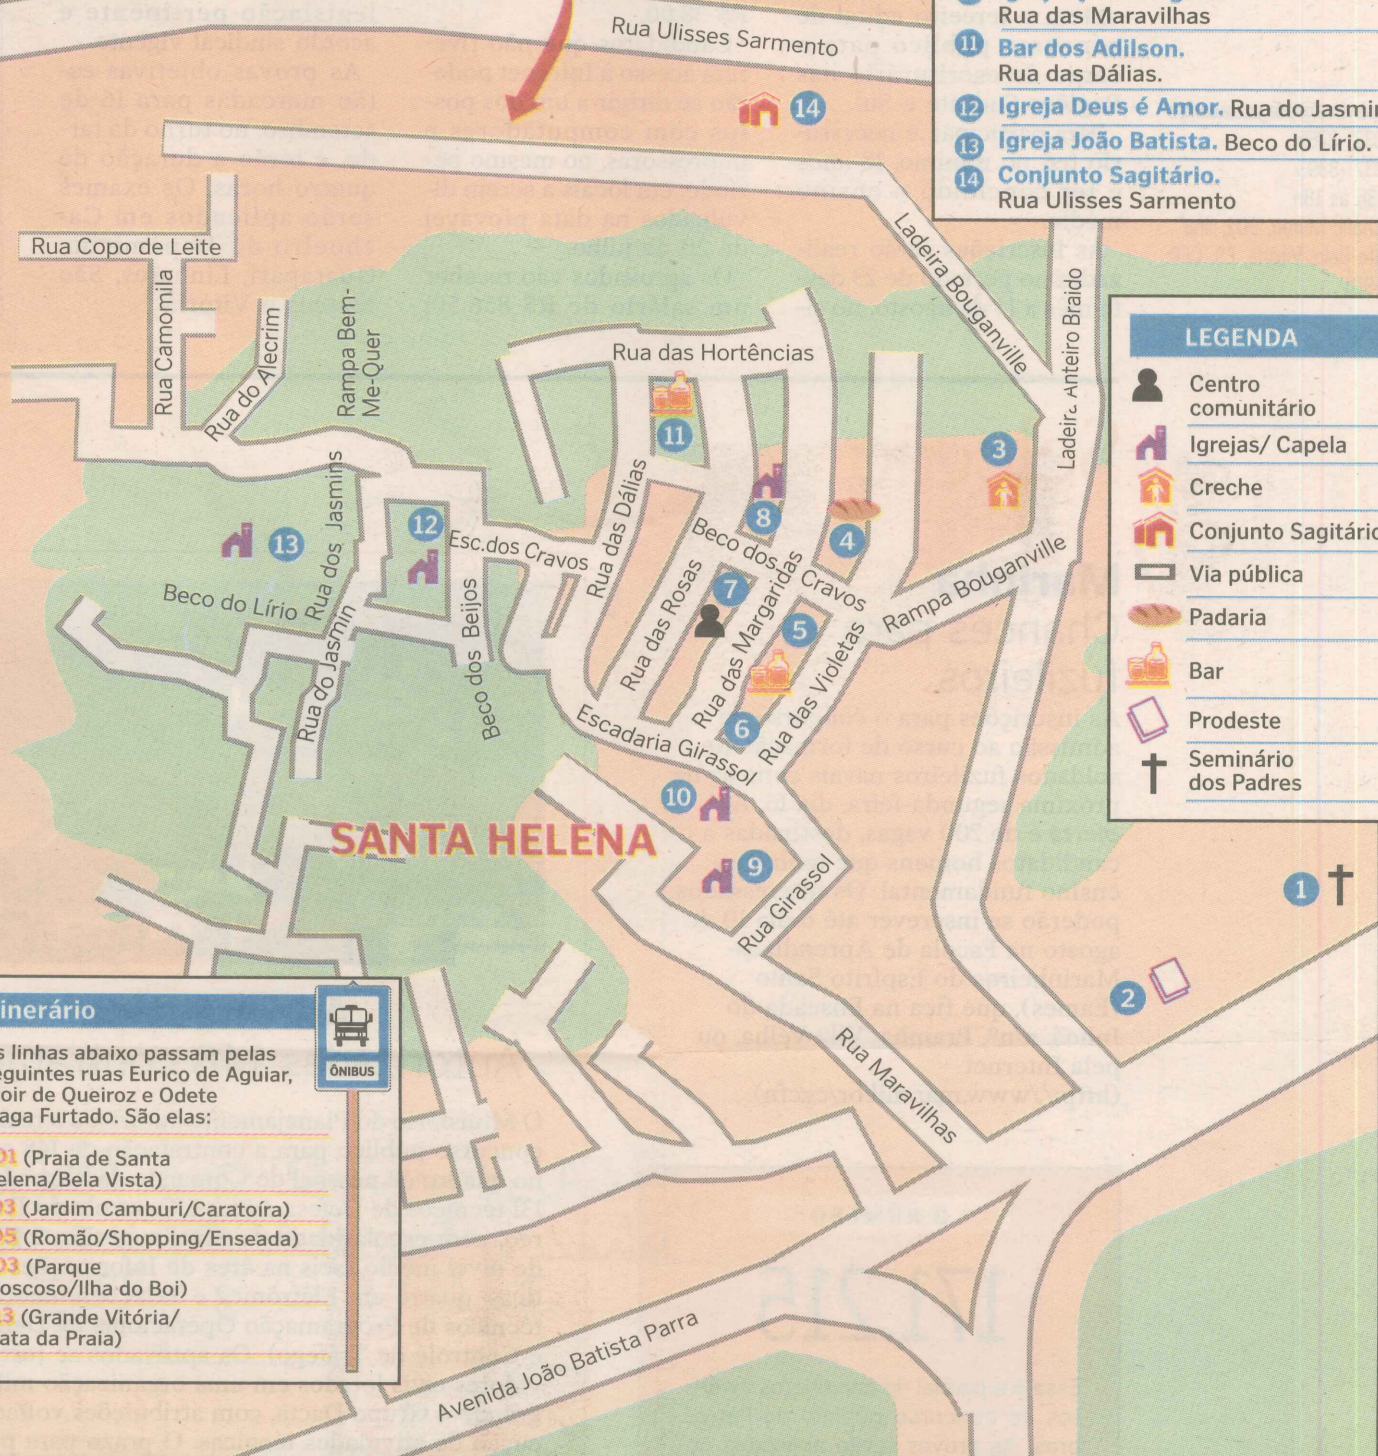 Rua das Maravilhas
11 Bar dos Adilson.
Rua das Dálias.
12 Igreja Deus é Amor. Rua do Jasmin
13 Igreja João Batista. Beco do Lírio.
14 Conjunto Sagitário.
Rua Ulisses Sarmento
Rua Ulisses Sarmento
14
Rua Copo de Leite
Rua Camomila
Rua do Alecrim
Rampa Bem-
Me-Quer
Rua das Hortências
Ladeira Bouganville
Ladeira Anteiro Braido
LEGENDA
Centro
comunitário
Igrejas/ Capela
Creche
Conjunto Sagitário
Via pública
Padaria
Bar
Prodeste
Seminário
dos Padres
11
3
8
4
12
13
Rua dos Jasmins
Esc.dos Cravos
Rua das Dálias
Beco dos Cravos
Rampa Bouganville
Beco do Lírio
Rua do Jasmin
Beco dos Beijos
Rua das Rosas
7
Rua das Margaridas
5
Rua das Violetas
6
Escadaria Girassol
10
9
SANTA HELENA
Rua Girassol
1
2
Rua Maravilhas
Avenida João Batista Parra
inerário
ÔNIBUS
s linhas abaixo passam pelas
eguintes ruas Eurico de Aguiar,
oir de Queiroz e Odete
aga Furtado. São elas:
01 (Praia de Santa
elena/Bela Vista)
03 (Jardim Camburi/Caratoíra)
05 (Romão/Shopping/Enseada)
03 (Parque
oscoso/Ilha do Boi)
13 (Grande Vitória/
ata da Praia)